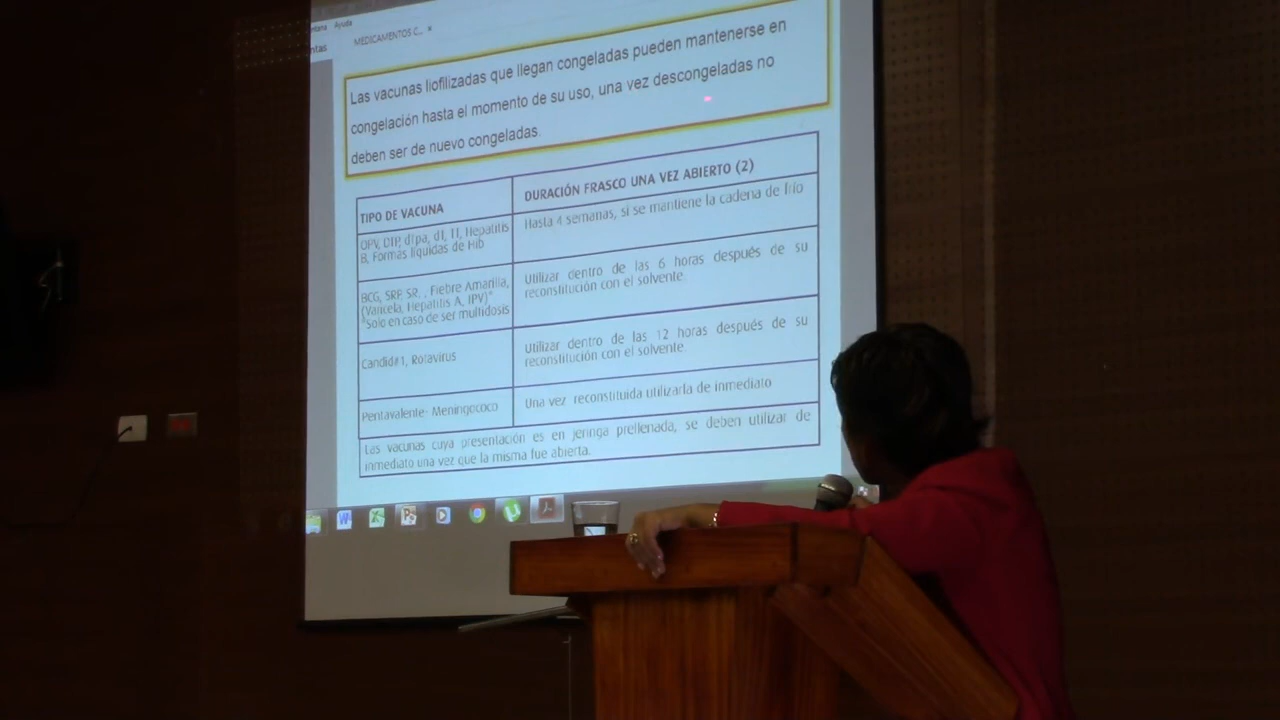 Ayuda
MEDICAMENTOS C...
Las vacunas liofilizadas que llegan congeladas pueden mantenerse en
congelación hasta el momento de su uso, una vez descongeladas no
deben ser de nuevo congeladas.
TIPO DE VACUNA
DURACIÓN FRASCO UNA VEZ ABIERTO (2)
OPV, DTP, dTpa, dT, TT, Hepatitis
B, Formas líquidas de Hib
Hasta 4 semanas, si se mantiene la cadena de frío
BCG, SRP, SR, , Fiebre Amarilla,
(Varicela, Hepatitis A, IPV)*
*Solo en caso de ser multidosis
Utilizar dentro de las 6 horas después de su
reconstitución con el solvente.
Candid#1, Rotavirus
Utilizar dentro de las 12 horas después de su
reconstitución con el solvente.
Pentavalente- Meningococo
Una vez reconstituida utilizarla de inmediato
Las vacunas cuya presentación es en jeringa prellenada, se deben utilizar de
inmediato una vez que la misma fue abierta.